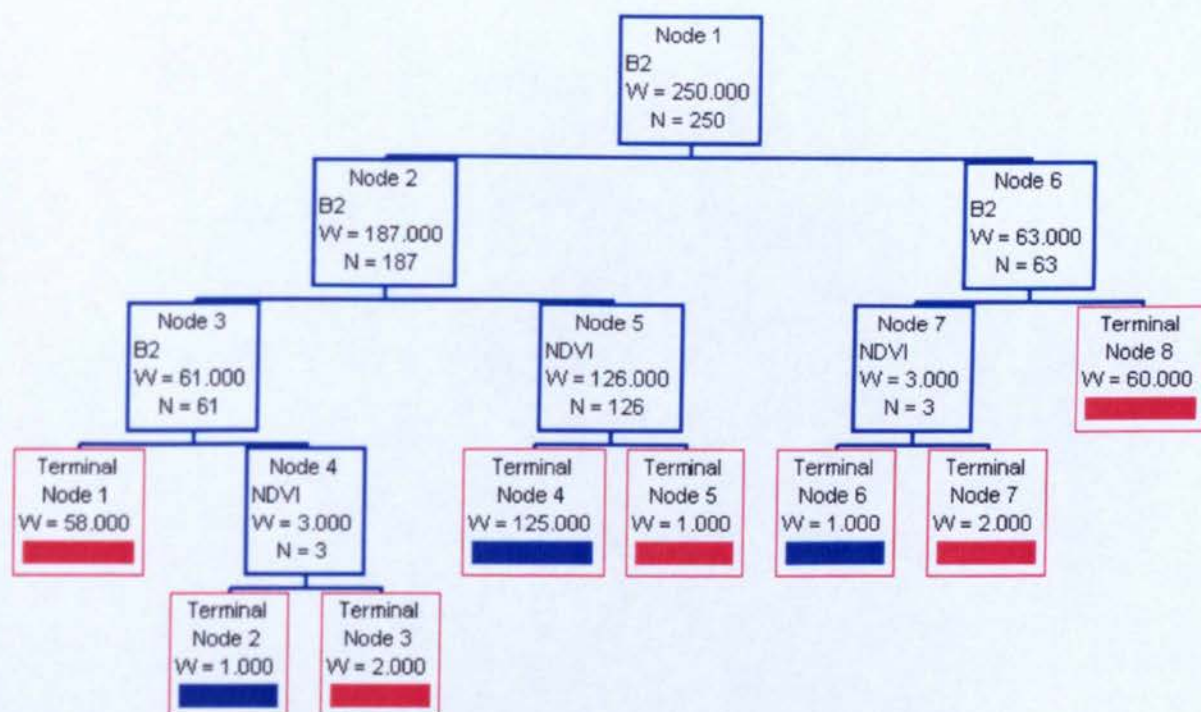 Node 1
B2
W = 250.000
N = 250
Node 2
B2
W = 187.000
N = 187
Node 6
B2
W = 63.000
N = 63
Node 3
B2
W = 61.000
N = 61
Node 5
NDVI
W = 126.000
N = 126
Node 7
NDVI
W = 3.000
N = 3
Terminal
Node 8
W = 60.000
Terminal
Node 1
W = 58.000
Node 4
NDVI
W = 3.000
N = 3
Terminal
Node 4
W = 125.000
Terminal
Node 5
W = 1.000
Terminal
Node 6
W = 1.000
Terminal
Node 7
W = 2.000
Terminal
Node 2
W = 1.000
Terminal
Node 3
W = 2.000